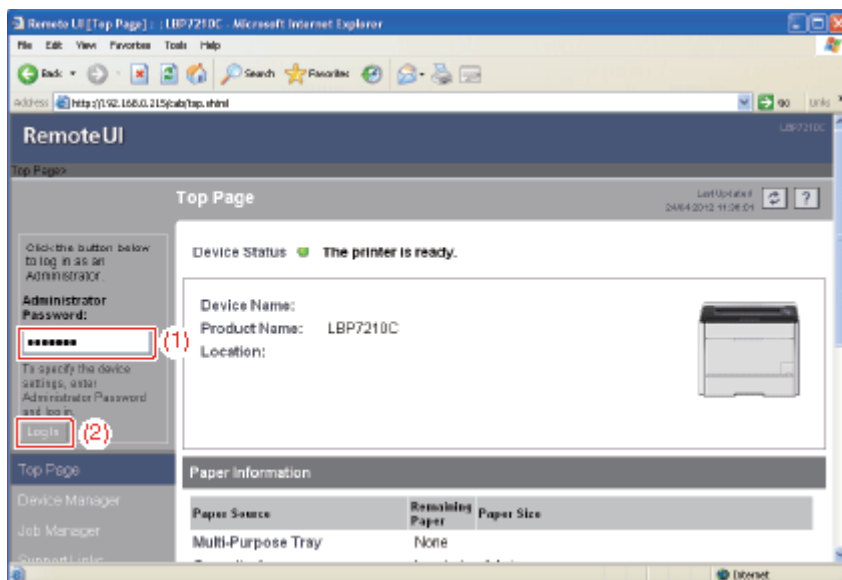 Remote UI [Top Page] : : LBP7210C - Microsoft Internet Explorer
File Edit View Favorites Tools Help
Back Search Favorites
Address http://192.168.0.215/cab/top.shtml Go Links
Remote UI
LBP7210C
Top Page>
Top Page
Last Updated :
24/04/2012 11:36:01
?
Click the button below
to log in as an
Administrator.
Administrator
Password:
•••••••
(1)
To specify the device
settings, enter
Administrator Password
and log in.
Log In
(2)
Device Status The printer is ready.
Device Name:
Product Name: LBP7210C
Location:
Top Page
Device Manager
Job Manager
Support Links
Paper Information
Paper Source Remaining Paper Paper Size
Multi-Purpose Tray None
Internet